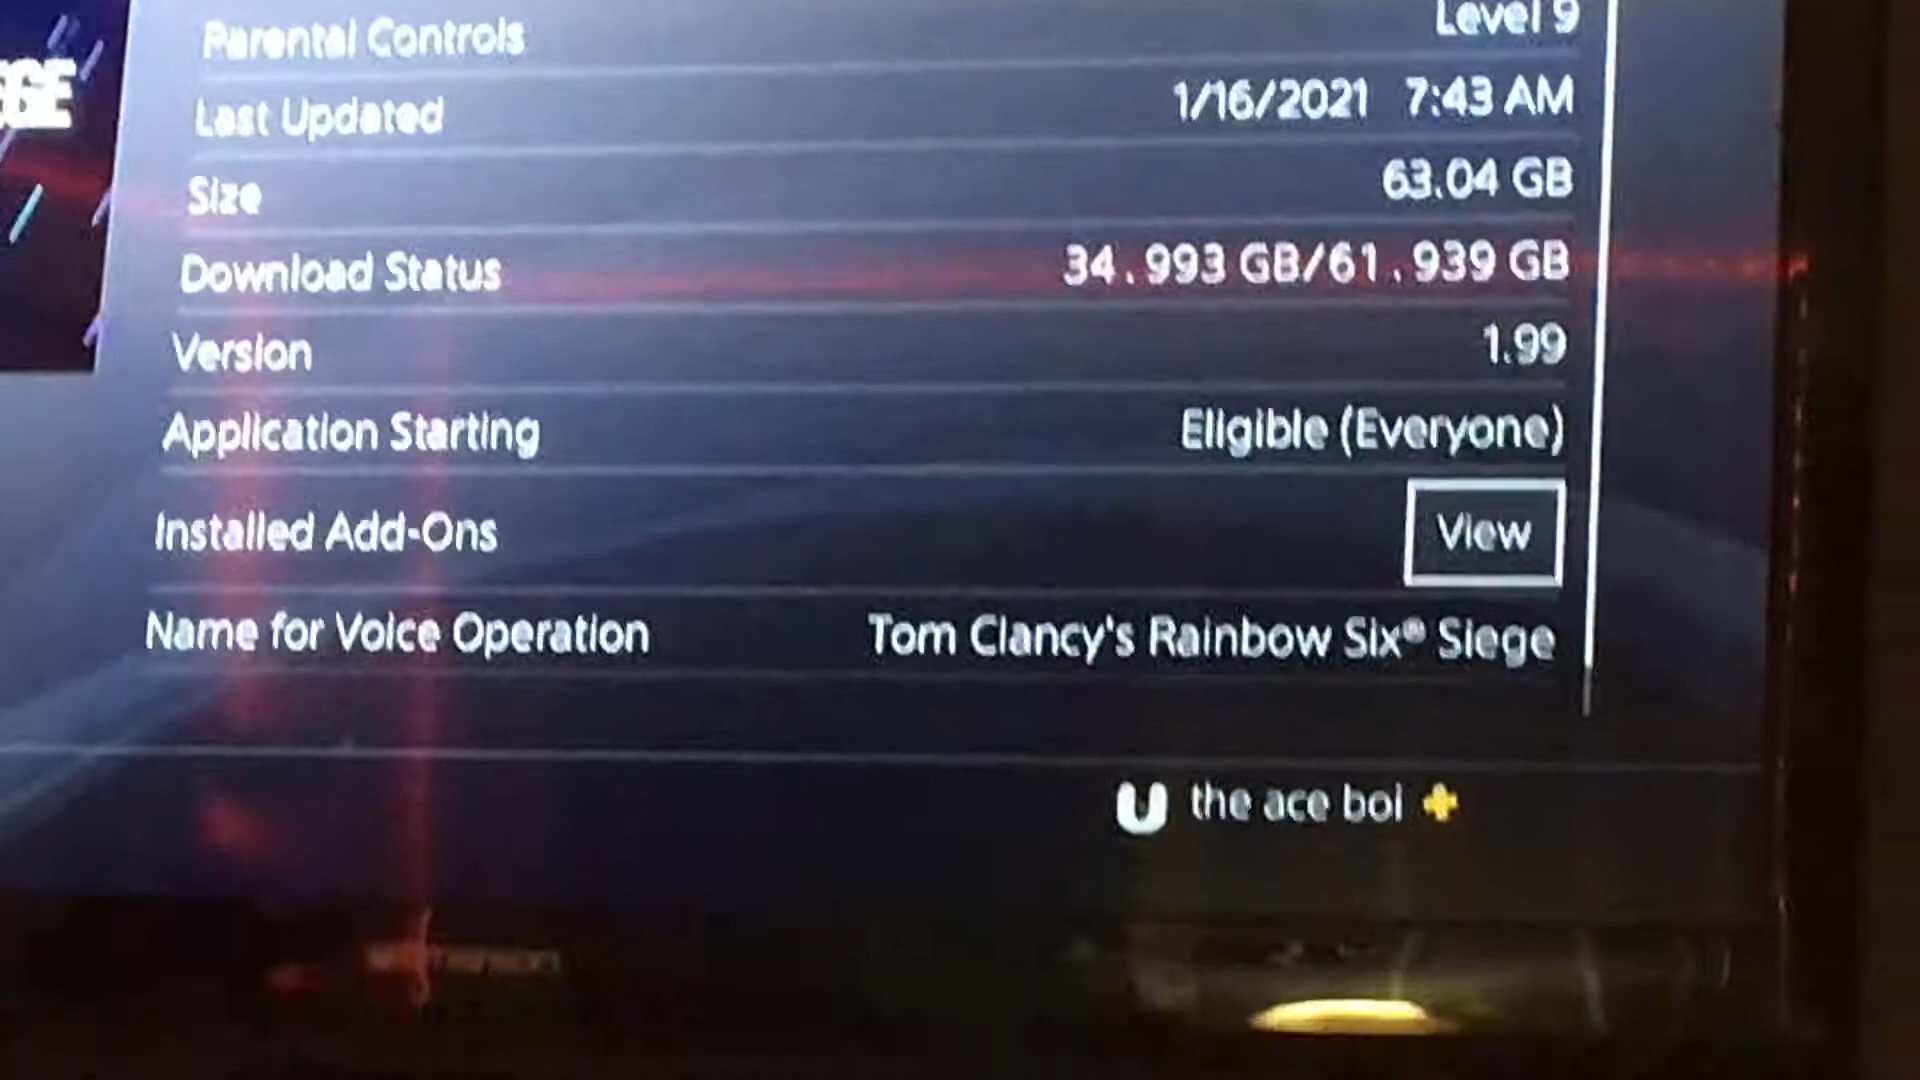 EGE
Parental Controls Level 9
Last Updated 1/16/2021 7:43 AM
Size 63.04 GB
Download Status 34.993 GB/61.939 GB
Version 1.99
Application Starting Eligible (Everyone)
Installed Add-Ons View
Name for Voice Operation Tom Clancy's Rainbow Six® Siege
the ace boi